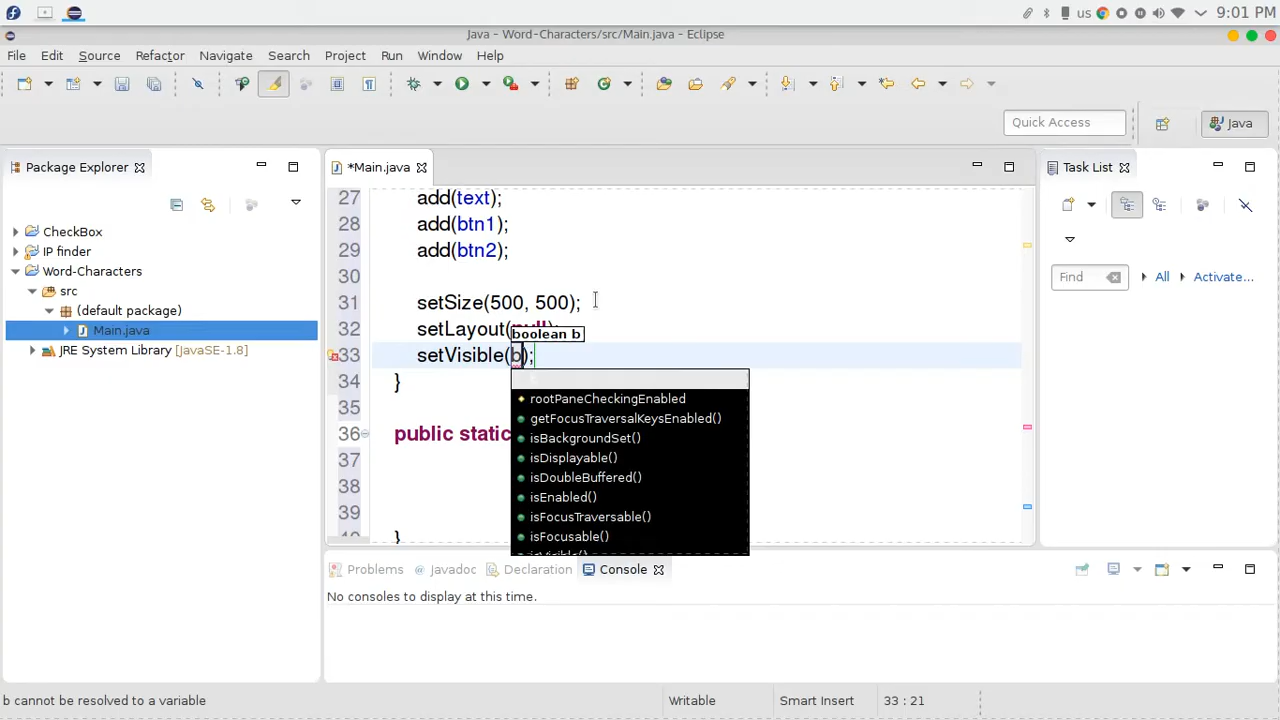 us 9:01 PM
Java - Word-Characters/src/Main.java - Eclipse
File Edit Source Refactor Navigate Search Project Run Window Help
Quick Access
Java
Package Explorer
*Main.java
Task List
CheckBox
IP finder
Word-Characters
src
(default package)
Main.java
JRE System Library [JavaSE-1.8]
27 add(text);
28 add(btn1);
29 add(btn2);
30
31 setSize(500, 500);
32 setLayout(null);
boolean b
33 setVisible(b);
34 }
35
36 public static
37
38
39
}
rootPaneCheckingEnabled
getFocusTraversalKeysEnabled()
isBackgroundSet()
isDisplayable()
isDoubleBuffered()
isEnabled()
isFocusTraversable()
isFocusable()
Find All Activate...
Problems Javadoc Declaration Console
No consoles to display at this time.
b cannot be resolved to a variable
Writable
Smart Insert
33 : 21